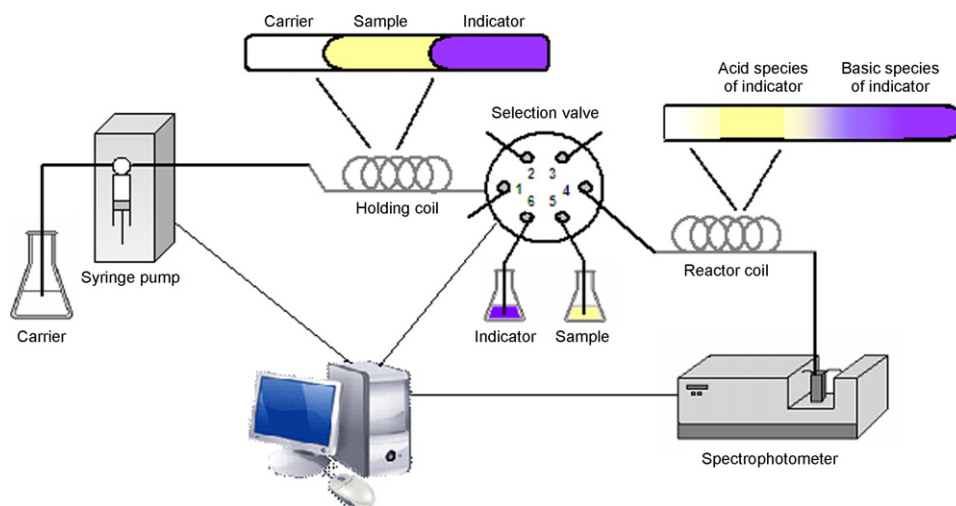 Carrier Sample Indicator
Acid species Basic species of
of indicator indicator
Selection valve
2 3
1 4
6 5
Holding coil
Reactor coil
Syringe pump
Carrier
Indicator Sample
Spectrophotometer